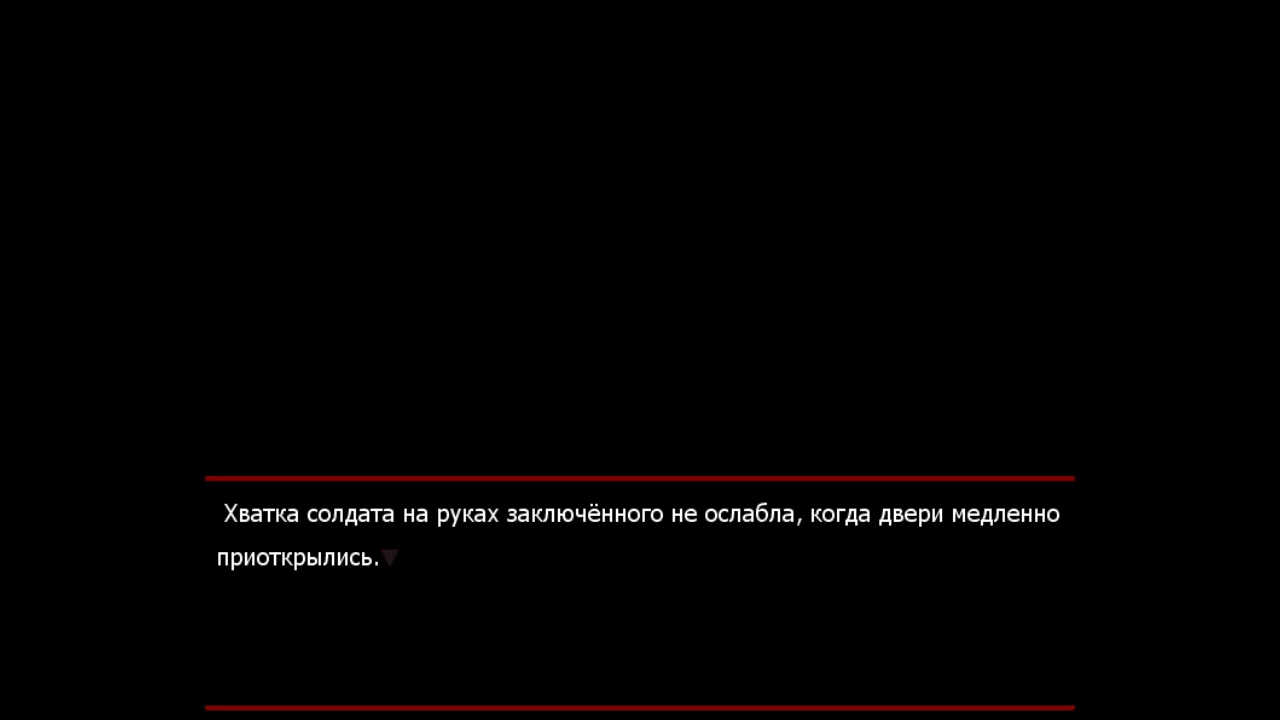 Хватка солдата на руках заключённого не ослабла, когда двери медленно
приоткрылись.